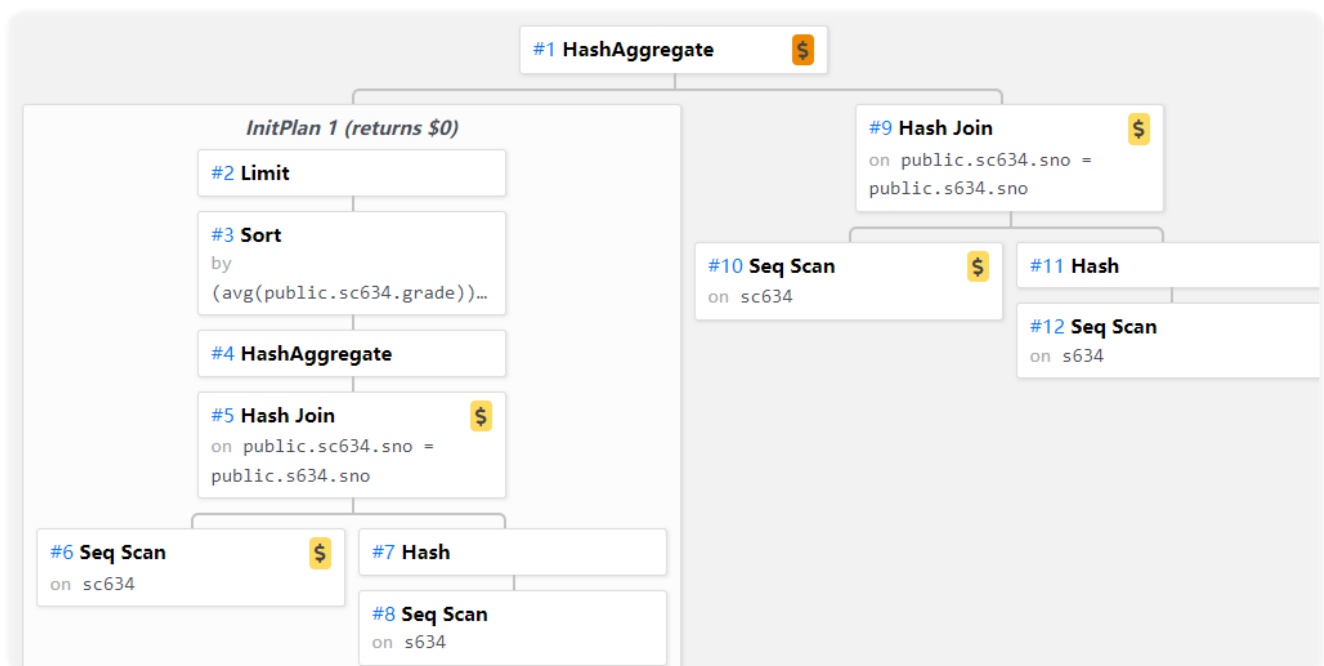 #1 HashAggregate $
InitPlan 1 (returns $0)
#2 Limit
#3 Sort
by
(avg(public.sc634.grade))…
#4 HashAggregate
#5 Hash Join $
on public.sc634.sno =
public.s634.sno
#6 Seq Scan $
on sc634
#7 Hash
#8 Seq Scan
on s634
#9 Hash Join $
on public.sc634.sno =
public.s634.sno
#10 Seq Scan $
on sc634
#11 Hash
#12 Seq Scan
on s634